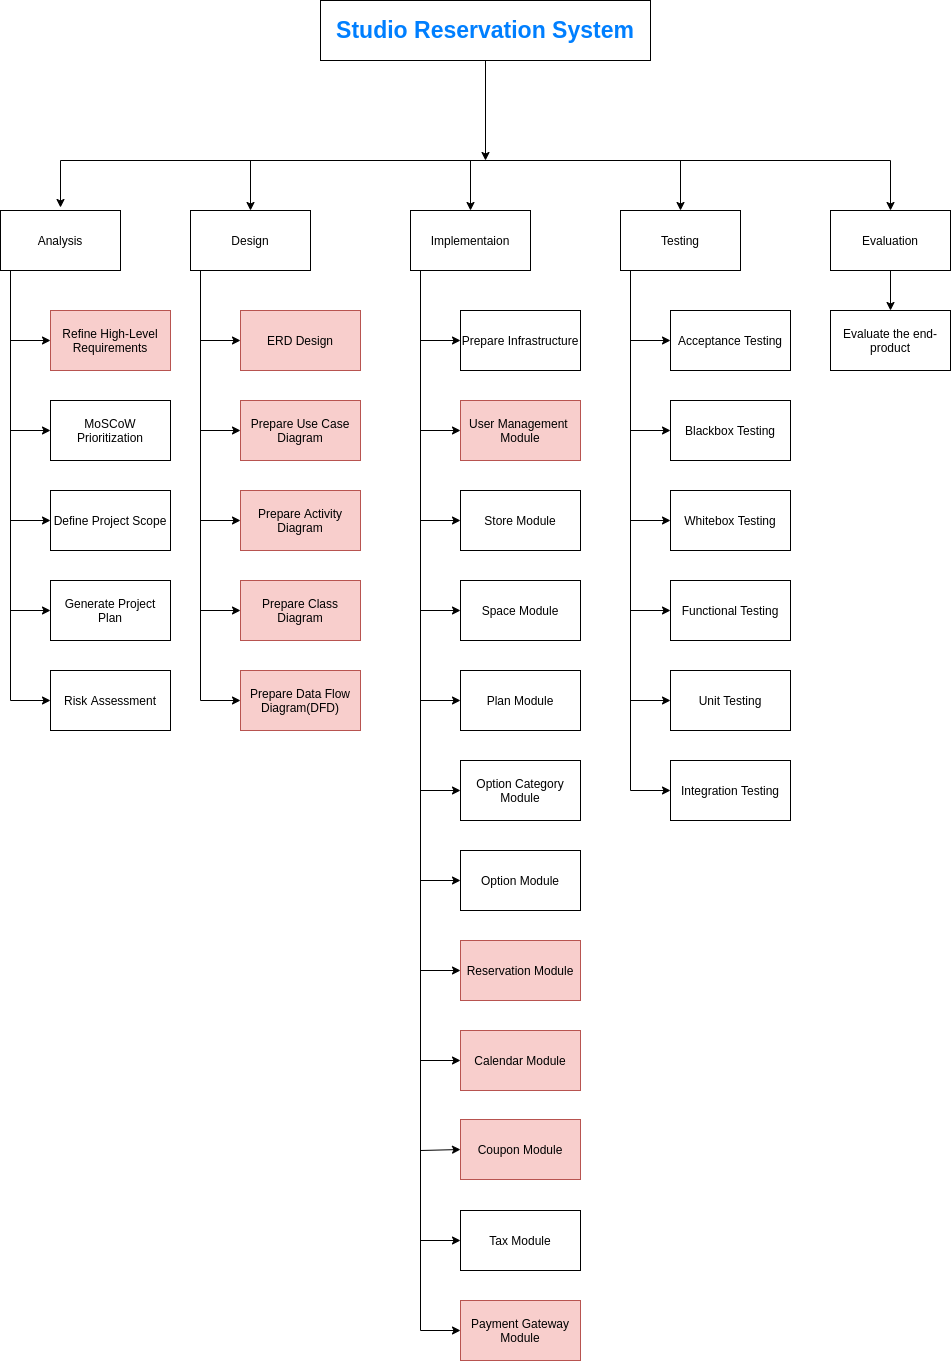 Studio Reservation System
Analysis
Design
Implementaion
Testing
Evaluation
Refine High-Level
Requirements
MoSCoW
Prioritization
Define Project Scope
Generate Project
Plan
Risk Assessment
ERD Design
Prepare Use Case
Diagram
Prepare Activity
Diagram
Prepare Class
Diagram
Prepare Data Flow
Diagram(DFD)
Prepare Infrastructure
User Management
Module
Store Module
Space Module
Plan Module
Option Category
Module
Option Module
Reservation Module
Calendar Module
Coupon Module
Tax Module
Payment Gateway
Module
Acceptance Testing
Blackbox Testing
Whitebox Testing
Functional Testing
Unit Testing
Integration Testing
Evaluate the end-
product